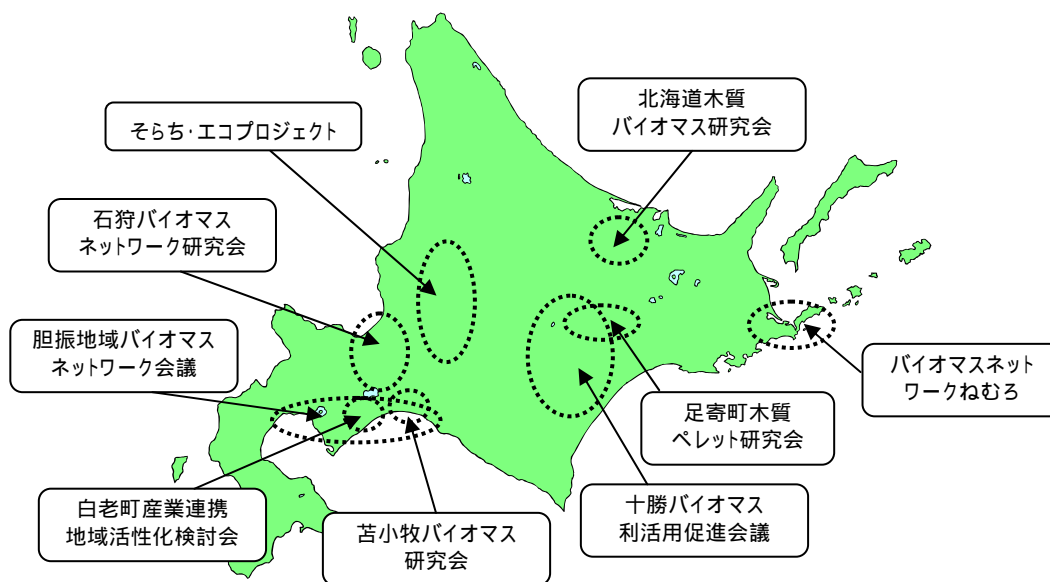 北海道木質
バイオマス研究会
そらち・エコプロジェクト
石狩バイオマス
ネットワーク研究会
胆振地域バイオマス
ネットワーク会議
バイオマスネット
ワークねむろ
足寄町木質
ペレット研究会
白老町産業連携
地域活性化検討会
苫小牧バイオマス
研究会
十勝バイオマス
利活用促進会議